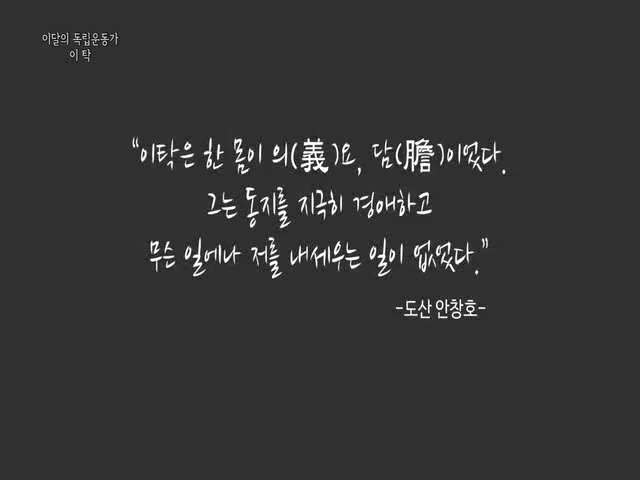 이달의 독립운동가
이 탁
“이탁은 한 몸이 의(義)요, 담(膽)이었다.
그는 동지를 지극히 경애하고
무슨 일에나 저를 내세우는 일이 없었다.”
-도산 안창호-